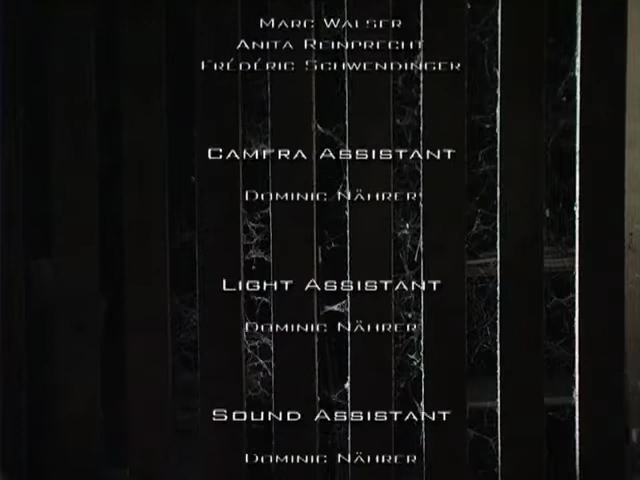 Marc Walser
Anita Reinprecht
Frédéric Schwendinger
Camera Assistant
Dominic Nährer
Light Assistant
Dominic Nährer
Sound Assistant
Dominic Nährer